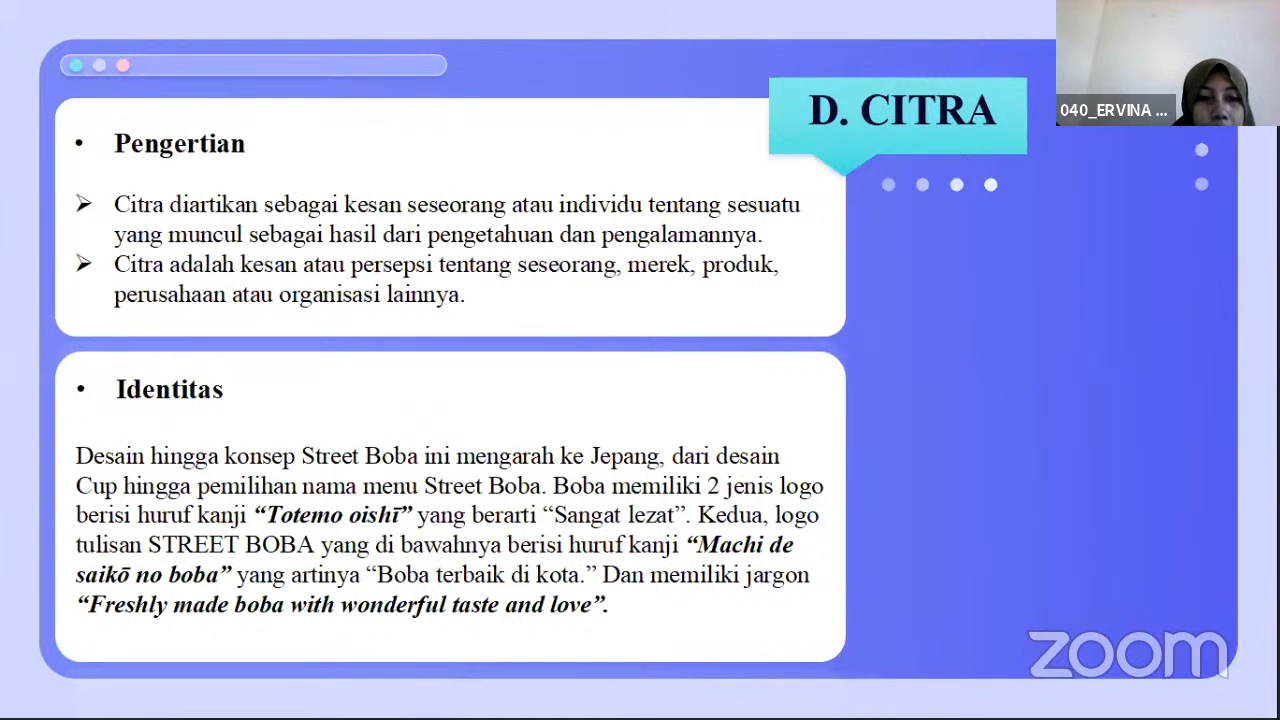 D. CITRA
040_ERVINA ...
• Pengertian
➢ Citra diartikan sebagai kesan seseorang atau individu tentang sesuatu
yang muncul sebagai hasil dari pengetahuan dan pengalamannya.
➢ Citra adalah kesan atau persepsi tentang seseorang, merek, produk,
perusahaan atau organisasi lainnya.
• Identitas
Desain hingga konsep Street Boba ini mengarah ke Jepang, dari desain
Cup hingga pemilihan nama menu Street Boba. Boba memiliki 2 jenis logo
berisi huruf kanji “Totemo oishī” yang berarti “Sangat lezat”. Kedua, logo
tulisan STREET BOBA yang di bawahnya berisi huruf kanji “Machi de
saikō no boba” yang artinya “Boba terbaik di kota.” Dan memiliki jargon
“Freshly made boba with wonderful taste and love”.
zoom